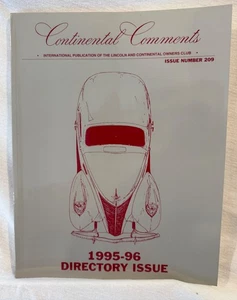 Continental Comments
• INTERNATIONAL PUBLICATION OF THE LINCOLN AND CONTINENTAL OWNERS CLUB •
ISSUE NUMBER 209
1995-96
DIRECTORY ISSUE